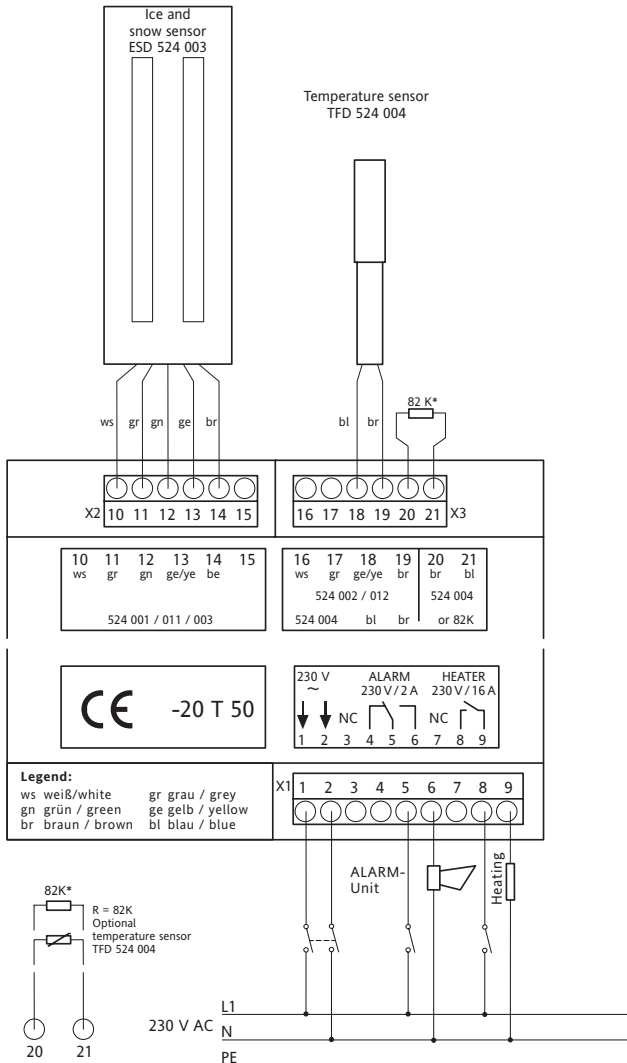 Ice and
snow sensor
ESD 524 003
Temperature sensor
TFD 524 004
82 K*
ws gr gn ge br
bl br
X2 10 11 12 13 14 15
16 17 18 19 20 21 X3
10 11 12 13 14 15
ws gr gn ge/ye be
524 001 / 011 / 003
16 17 18 19 20 21
ws gr ge/ye br br bl
524 002 / 012 524 004
524 004 bl br or 82K
CE -20 T 50
230 V ALARM HEATER
~ 230 V/2 A 230 V/16 A
NC NC
1 2 3 4 5 6 7 8 9
Legend:
ws weiß/white gr grau / grey
gn grün / green ge gelb / yellow
br braun / brown bl blau / blue
X1 1 2 3 4 5 6 7 8 9
ALARM-
Unit
Heating
82K*
R = 82K
Optional
temperature sensor
TFD 524 004
20 21
230 V AC
L1
N
PE